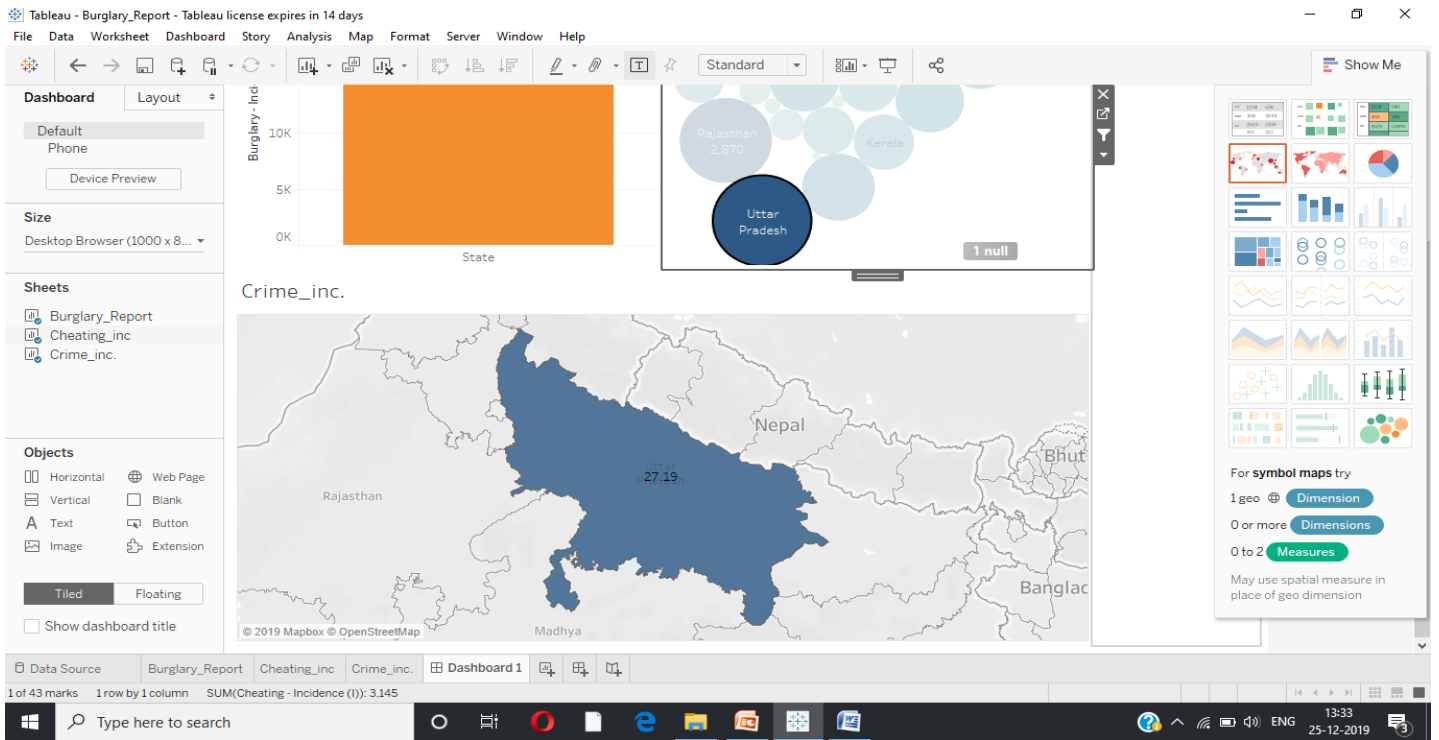 Tableau - Burglary_Report - Tableau license expires in 14 days
File Data Worksheet Dashboard Story Analysis Map Format Server Window Help
Standard
Show Me
Dashboard Layout
Default
Phone
Device Preview
Size
Desktop Browser (1000 x 8...
Sheets
Burglary_Report
Cheating_inc
Crime_inc.
Objects
Horizontal Web Page
Vertical Blank
A Text Button
Image Extension
Tiled Floating
Show dashboard title
Burglary - Inci
10K
5K
0K
State
Rajasthan
2,870
Kerala
Uttar
Pradesh
1 null
Crime_inc.
Nepal
Bhut
Uttar
Pradesh
27.19
Rajasthan
Banglad
Madhya
© 2019 Mapbox © OpenStreetMap
For symbol maps try
1 geo Dimension
0 or more Dimensions
0 to 2 Measures
May use spatial measure in
place of geo dimension
Data Source Burglary_Report Cheating_inc Crime_inc. Dashboard 1
1 of 43 marks 1 row by 1 column SUM(Cheating - Incidence (I)): 3,145
Type here to search
ENG
13:33
25-12-2019
3